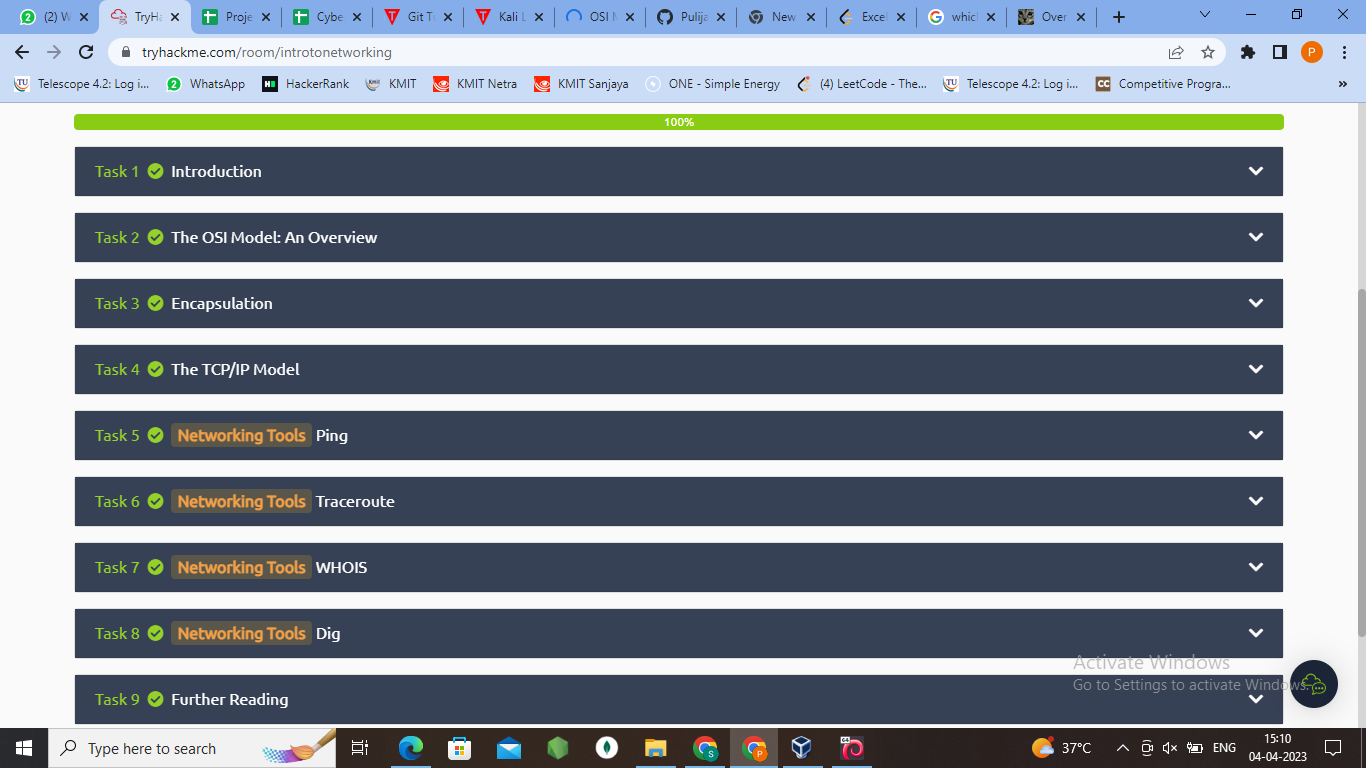 (2) W
TryHa
Proje
Cybe
Git Tu
Kali L
OSI M
Pulija
New
Excel
which
Over
tryhackme.com/room/introtonetworking
P
TU Telescope 4.2: Log i...
2 WhatsApp
HackerRank
KMIT
KMIT Netra
KMIT Sanjaya
ONE - Simple Energy
(4) LeetCode - The...
TU Telescope 4.2: Log i...
CC Competitive Progra...
»
100%
Task 1 Introduction
Task 2 The OSI Model: An Overview
Task 3 Encapsulation
Task 4 The TCP/IP Model
Task 5 Networking Tools Ping
Task 6 Networking Tools Traceroute
Task 7 Networking Tools WHOIS
Task 8 Networking Tools Dig
Task 9 Further Reading
Activate Windows
Go to Settings to activate Windows.
Type here to search
37°C
ENG
15:10
04-04-2023